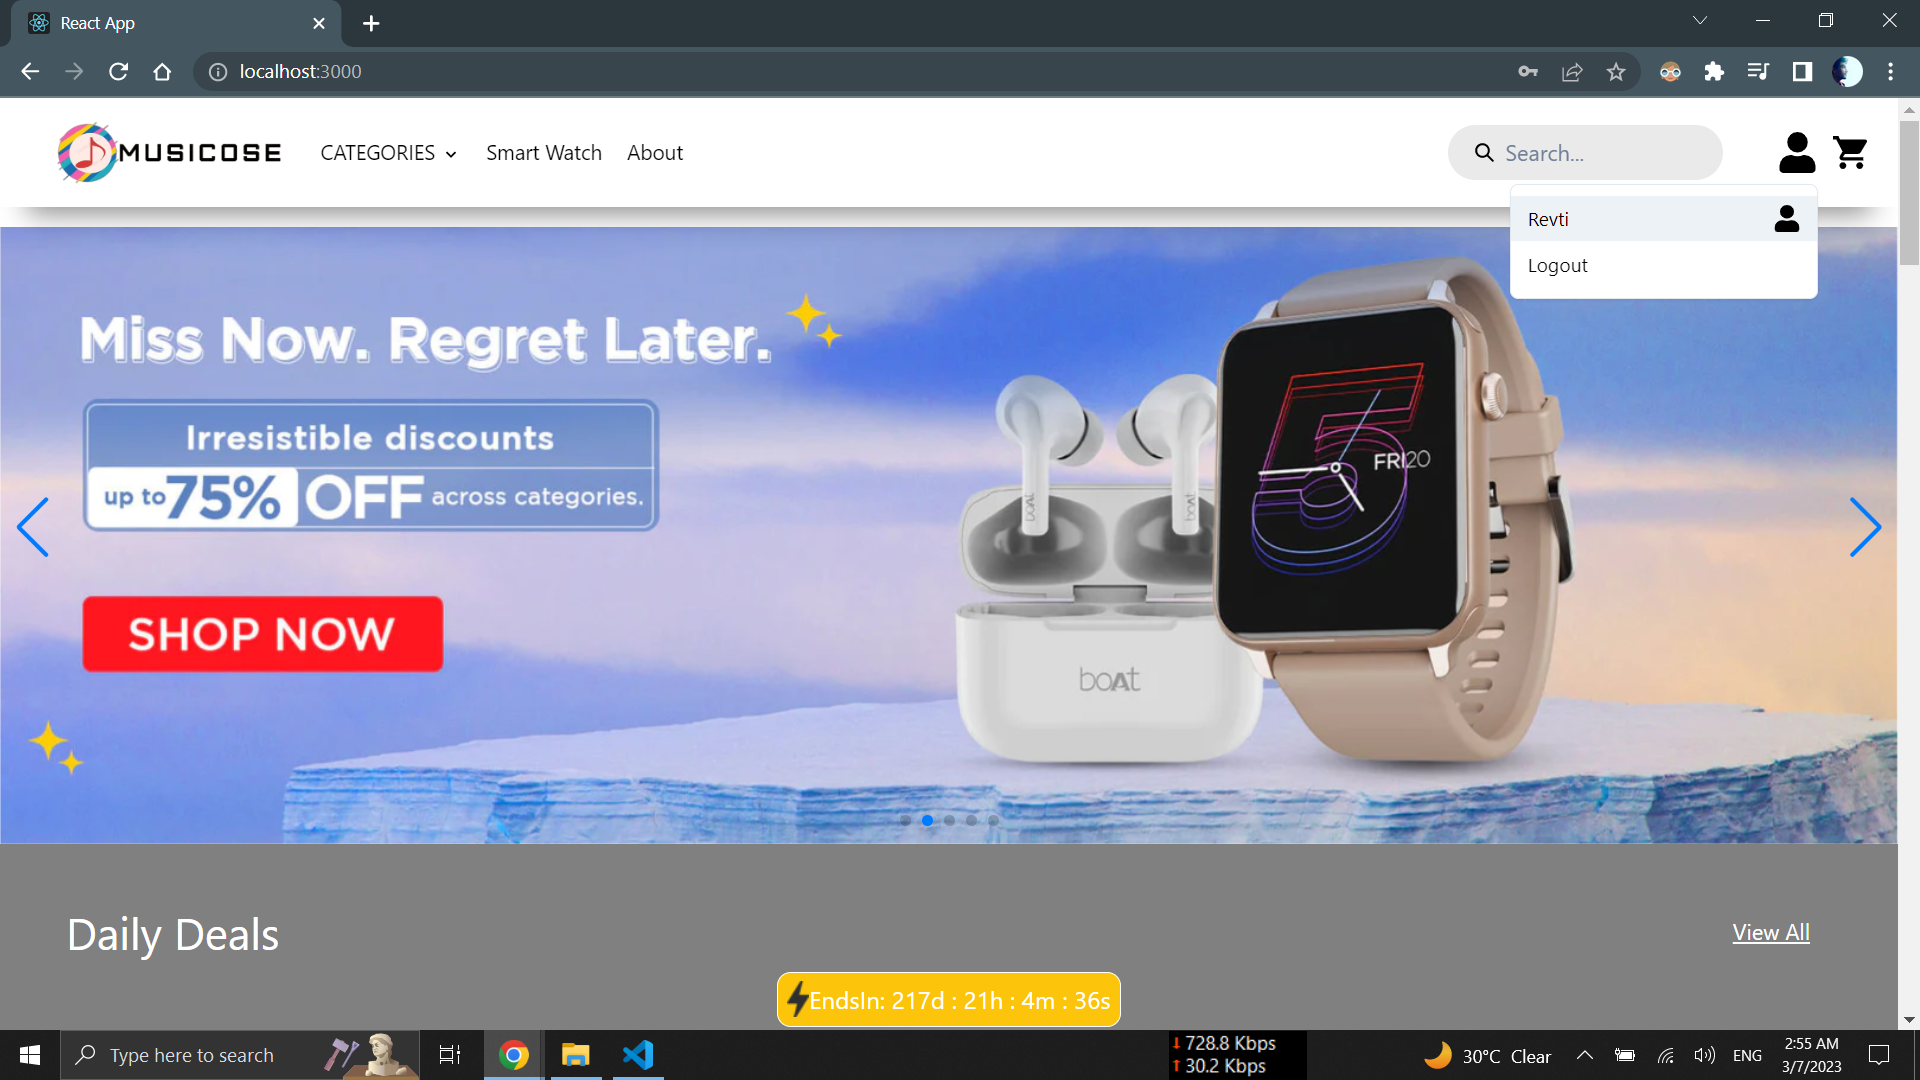 React App
localhost:3000
MUSICOSE
CATEGORIES
Smart Watch
About
Search...
Revti
Logout
Miss Now. Regret Later.
Irresistible discounts
up to 75% OFF across categories.
SHOP NOW
boAt
boAt
boAt
FRI 20
Daily Deals
View All
EndsIn: 217d : 21h : 4m : 36s
Type here to search
728.8 Kbps
30.2 Kbps
30°C Clear
ENG
2:55 AM
3/7/2023